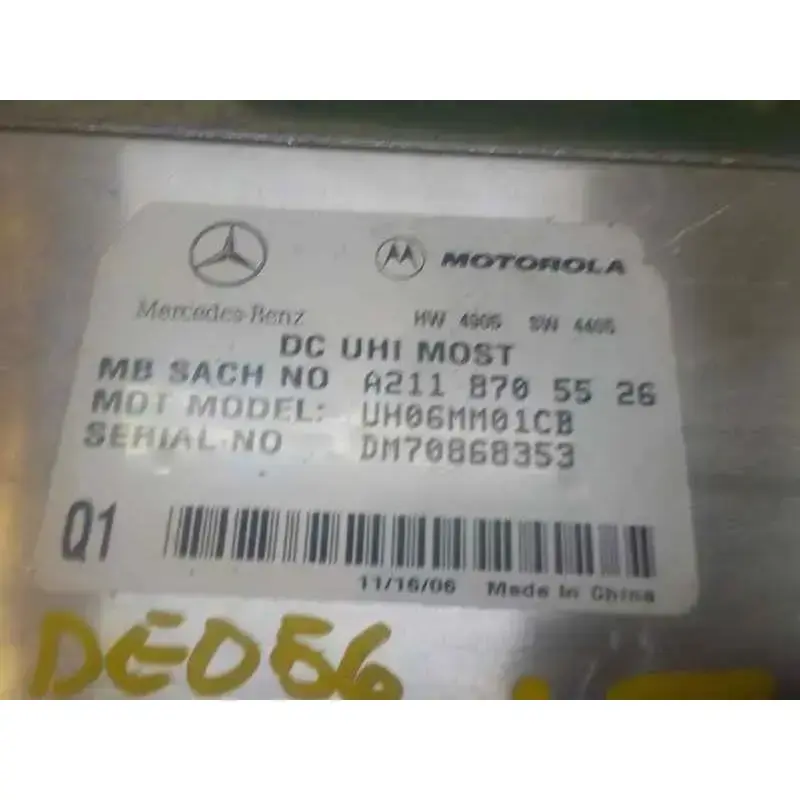 Mercedes-Benz
MOTOROLA
HW 4905 SW 4405
DC UHI MOST
MB SACH NO A211 870 55 26
MOT MODEL: UH06MM01CB
SERIAL NO DM70868353
Q1
11/16/06 Made In China
DE056